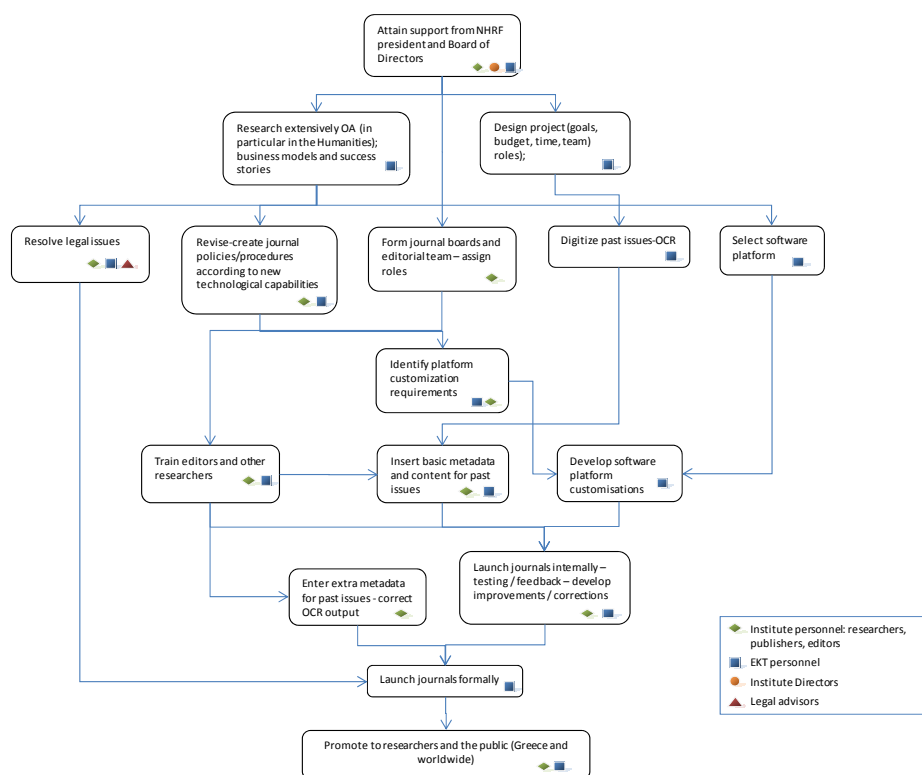 Attain support from NHRF
president and Board of
Directors
Research extensively OA (in
particular in the Humanities);
business models and success
stories
Design project (goals,
budget, time, team)
roles);
Resolve legal issues
Revise-create journal
policies/procedures
according to new
technological capabilities
Form journal boards and
editorial team – assign
roles
Digitize past issues-OCR
Select software
platform
Identify platform
customization
requirements
Train editors and other
researchers
Insert basic metadata
and content for past
issues
Develop software
platform
customisations
Enter extra metadata
for past issues - correct
OCR output
Launch journals internally –
testing / feedback – develop
improvements / corrections
Launch journals formally
Promote to researchers and the public (Greece and
worldwide)
Institute personnel: researchers,
publishers, editors
EKT personnel
Institute Directors
Legal advisors